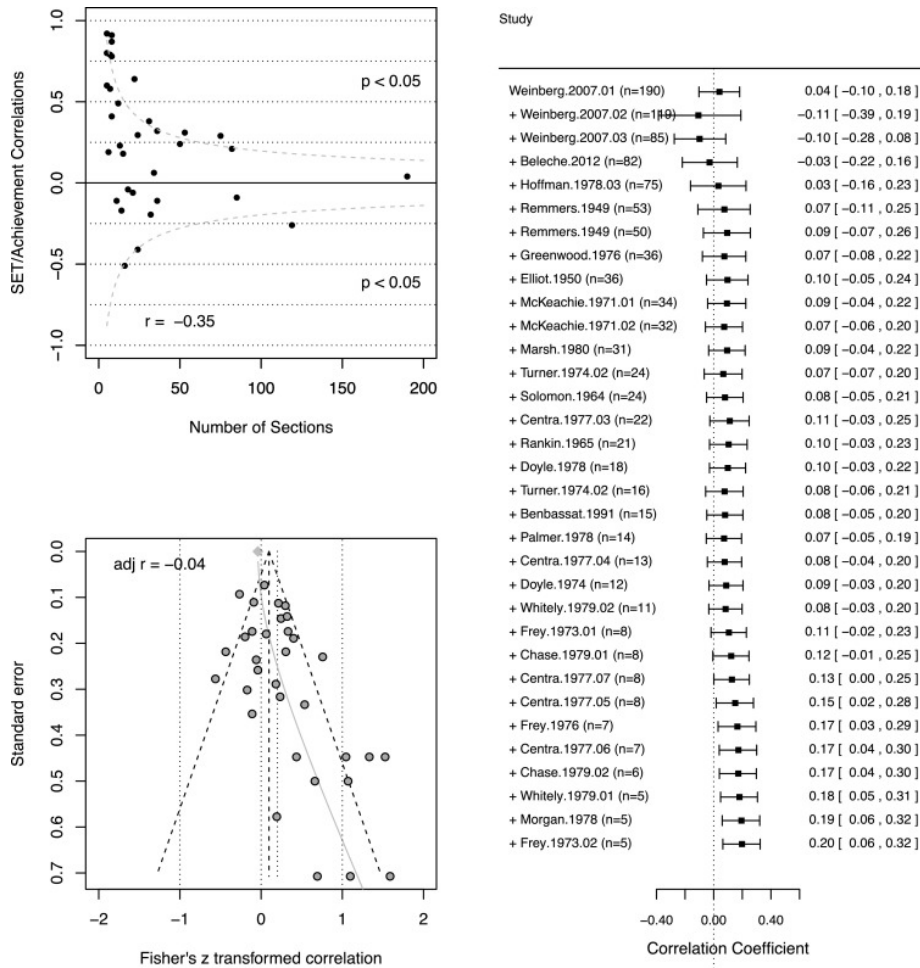 1.0
0.5
0.0
−0.5
−1.0
SET/Achievement Correlations
p < 0.05
p < 0.05
r = −0.35
0 50 100 150 200
Number of Sections
0.0
0.1
0.2
0.3
0.4
0.5
0.6
0.7
Standard error
adj r = −0.04
−2 −1 0 1 2
Fisher's z transformed correlation
Study
Weinberg.2007.01 (n=190) 0.04 [ −0.10 , 0.18 ]
+ Weinberg.2007.02 (n=119) −0.11 [ −0.39 , 0.19 ]
+ Weinberg.2007.03 (n=85) −0.10 [ −0.28 , 0.08 ]
+ Beleche.2012 (n=82) −0.03 [ −0.22 , 0.16 ]
+ Hoffman.1978.03 (n=75) 0.03 [ −0.16 , 0.23 ]
+ Remmers.1949 (n=53) 0.07 [ −0.11 , 0.25 ]
+ Remmers.1949 (n=50) 0.09 [ −0.07 , 0.26 ]
+ Greenwood.1976 (n=36) 0.07 [ −0.08 , 0.22 ]
+ Elliot.1950 (n=36) 0.10 [ −0.05 , 0.24 ]
+ McKeachie.1971.01 (n=34) 0.09 [ −0.04 , 0.22 ]
+ McKeachie.1971.02 (n=32) 0.07 [ −0.06 , 0.20 ]
+ Marsh.1980 (n=31) 0.09 [ −0.04 , 0.22 ]
+ Turner.1974.02 (n=24) 0.07 [ −0.07 , 0.20 ]
+ Solomon.1964 (n=24) 0.08 [ −0.05 , 0.21 ]
+ Centra.1977.03 (n=22) 0.11 [ −0.03 , 0.25 ]
+ Rankin.1965 (n=21) 0.10 [ −0.03 , 0.23 ]
+ Doyle.1978 (n=18) 0.10 [ −0.03 , 0.22 ]
+ Turner.1974.02 (n=16) 0.08 [ −0.06 , 0.21 ]
+ Benbassat.1991 (n=15) 0.08 [ −0.05 , 0.20 ]
+ Palmer.1978 (n=14) 0.07 [ −0.05 , 0.19 ]
+ Centra.1977.04 (n=13) 0.08 [ −0.04 , 0.20 ]
+ Doyle.1974 (n=12) 0.09 [ −0.03 , 0.20 ]
+ Whitely.1979.02 (n=11) 0.08 [ −0.03 , 0.20 ]
+ Frey.1973.01 (n=8) 0.11 [ −0.02 , 0.23 ]
+ Chase.1979.01 (n=8) 0.12 [ −0.01 , 0.25 ]
+ Centra.1977.07 (n=8) 0.13 [ 0.00 , 0.25 ]
+ Centra.1977.05 (n=8) 0.15 [ 0.02 , 0.28 ]
+ Frey.1976 (n=7) 0.17 [ 0.03 , 0.29 ]
+ Centra.1977.06 (n=7) 0.17 [ 0.04 , 0.30 ]
+ Chase.1979.02 (n=6) 0.17 [ 0.04 , 0.30 ]
+ Whitely.1979.01 (n=5) 0.18 [ 0.05 , 0.31 ]
+ Morgan.1978 (n=5) 0.19 [ 0.06 , 0.32 ]
+ Frey.1973.02 (n=5) 0.20 [ 0.06 , 0.32 ]
−0.40 0.00 0.40
Correlation Coefficient